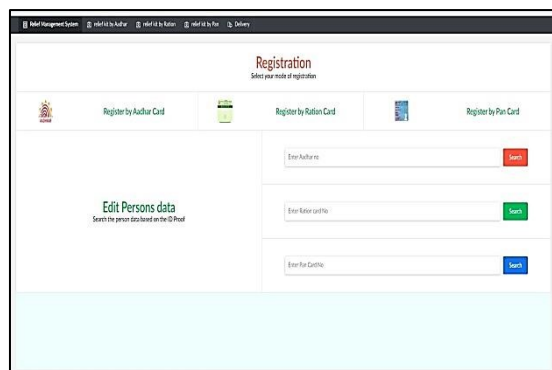 Relief Management System relief kit by Aadhar relief kit by Ration relief kit by Pan Delivery
Registration
Select your mode of registration
AADHAAR Register by Aadhar Card Register by Ration Card Register by Pan Card
Enter Aadhar no Search
Edit Persons data
Search the person data based on the ID Proof
Enter Ration card No Search
Enter Pan Card No Search